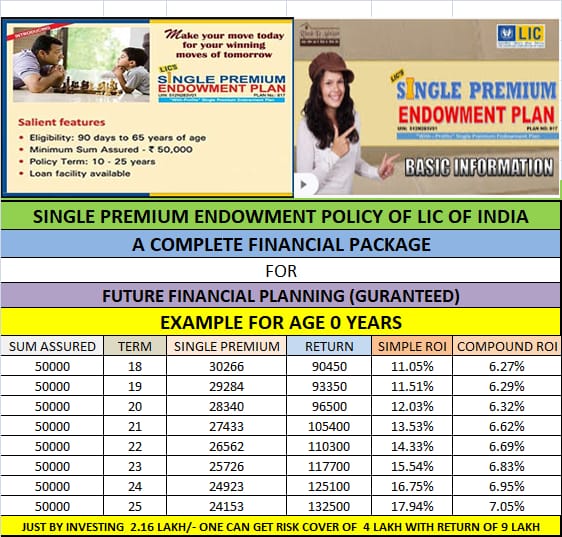 INTRODUCING
Make your move today
for your winning
moves of tomorrow
LIC's
SINGLE PREMIUM
ENDOWMENT PLAN
UIN: 512N283V01 PLAN NO.: 817
"With-Profits" Single Premium Endowment Plan
Salient features
• Eligibility: 90 days to 65 years of age
• Minimum Sum Assured - ₹ 50,000
• Policy Term: 10 - 25 years
• Loan facility available
LIC
LIC's
SINGLE PREMIUM
ENDOWMENT PLAN
UIN: 512N283V01 PLAN NO.: 817
"With-Profits" Single Premium Endowment Plan
BASIC INFORMATION
SINGLE PREMIUM ENDOWMENT POLICY OF LIC OF INDIA
A COMPLETE FINANCIAL PACKAGE
FOR
FUTURE FINANCIAL PLANNING (GURANTEED)
EXAMPLE FOR AGE 0 YEARS
SUM ASSURED TERM SINGLE PREMIUM RETURN SIMPLE ROI COMPOUND ROI
50000 18 30266 90450 11.05% 6.27%
50000 19 29284 93350 11.51% 6.29%
50000 20 28340 96500 12.03% 6.32%
50000 21 27433 105400 13.53% 6.62%
50000 22 26562 110300 14.33% 6.69%
50000 23 25726 117700 15.54% 6.83%
50000 24 24923 125100 16.75% 6.95%
50000 25 24153 132500 17.94% 7.05%
JUST BY INVESTING 2.16 LAKH/- ONE CAN GET RISK COVER OF 4 LAKH WITH RETURN OF 9 LAKH